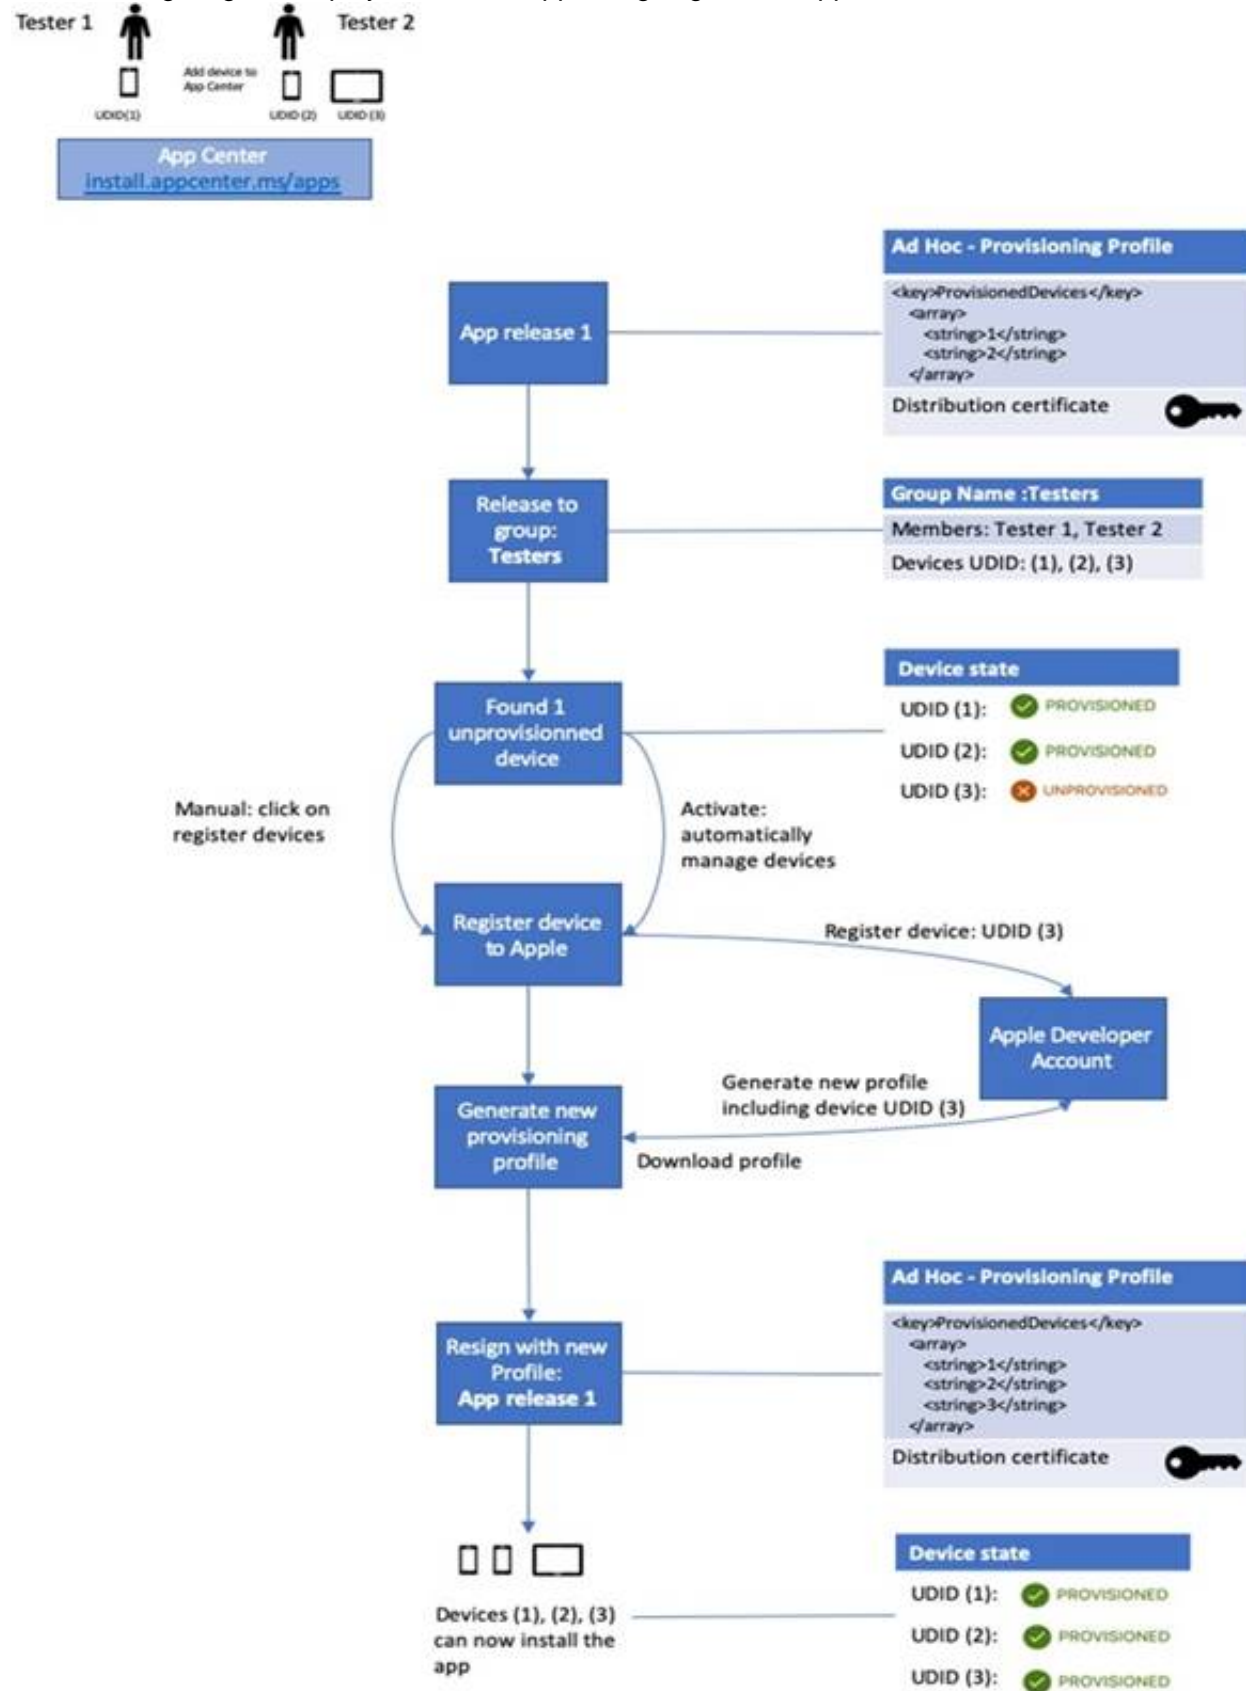 Tester 1
Tester 2
Add device to
App Center
UDID(1)
UDID (2)
UDID (3)
App Center
install.appcenter.ms/apps
Ad Hoc - Provisioning Profile
<key>ProvisionedDevices</key>
<array>
<string>1</string>
<string>2</string>
</array>
Distribution certificate
App release 1
Release to
group:
Testers
Group Name :Testers
Members: Tester 1, Tester 2
Devices UDID: (1), (2), (3)
Found 1
unprovisionned
device
Device state
UDID (1): PROVISIONED
UDID (2): PROVISIONED
UDID (3): UNPROVISIONED
Manual: click on
register devices
Activate:
automatically
manage devices
Register device
to Apple
Register device: UDID (3)
Apple Developer
Account
Generate new profile
including device UDID (3)
Generate new
provisioning
profile
Download profile
Ad Hoc - Provisioning Profile
<key>ProvisionedDevices</key>
<array>
<string>1</string>
<string>2</string>
<string>3</string>
</array>
Distribution certificate
Resign with new
Profile:
App release 1
Devices (1), (2), (3)
can now install the
app
Device state
UDID (1): PROVISIONED
UDID (2): PROVISIONED
UDID (3): PROVISIONED